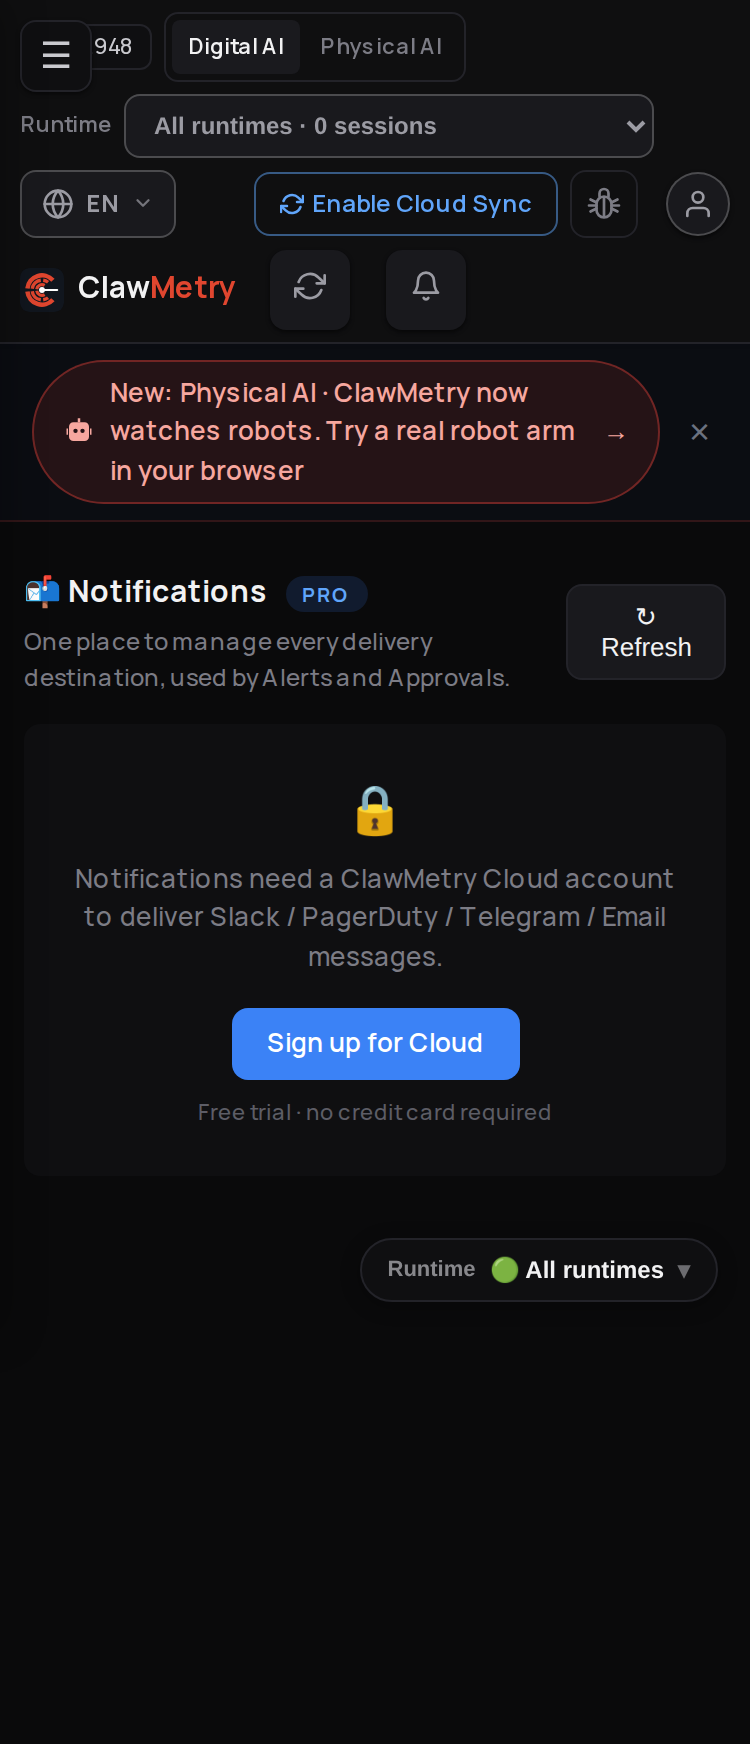 948
Digital AI
Physical AI
Runtime
All runtimes · 0 sessions
EN
Enable Cloud Sync
ClawMetry
New: Physical AI · ClawMetry now
watches robots. Try a real robot arm →
in your browser
Notifications PRO
One place to manage every delivery
destination, used by Alerts and Approvals.
↻
Refresh
Notifications need a ClawMetry Cloud account
to deliver Slack / PagerDuty / Telegram / Email
messages.
Sign up for Cloud
Free trial · no credit card required
Runtime All runtimes ▾